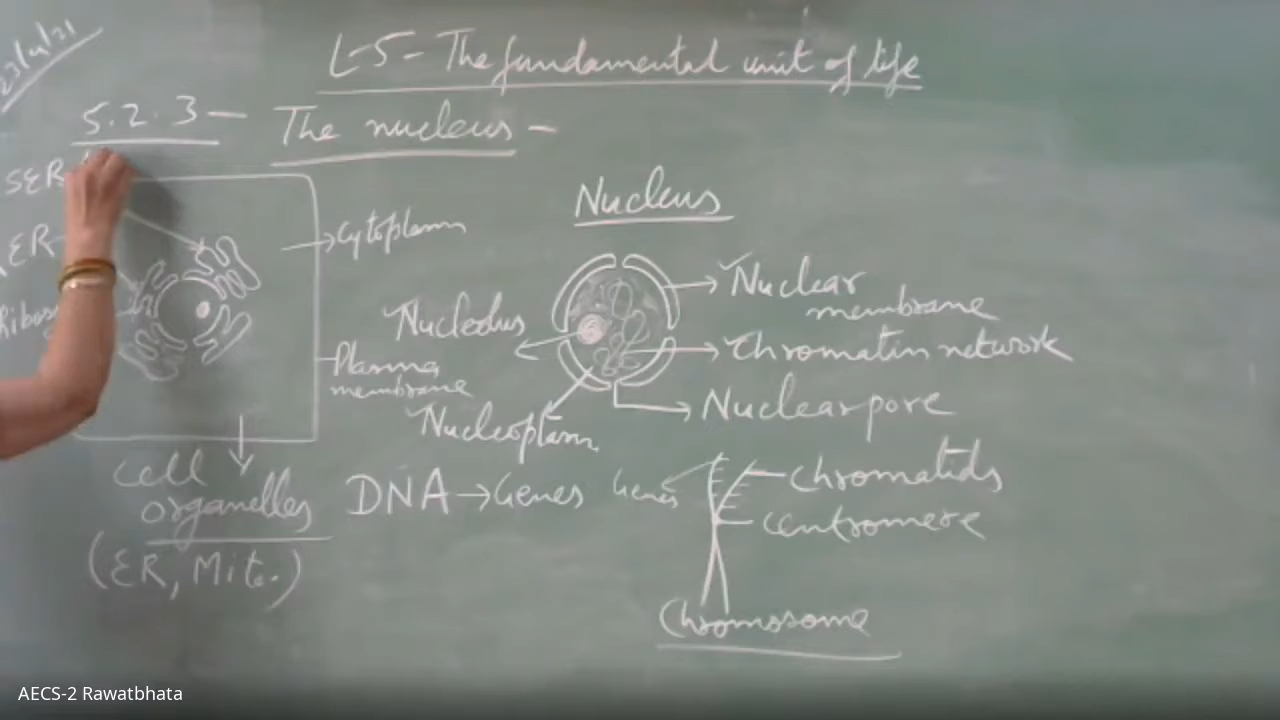 L-5- The fundamental unit of life
5.2.3- The nucleus-
SER
ER
Cytoplasm
Plasma
membrane
cell
organelles
(ER, Mito.)
Nucleus
Nuclear
membrane
Chromatin network
Nuclear pore
Nucleolus
Nucleoplasm
DNA → Genes
Genes
Chromatids
centromere
Chromosome
AECS-2 Rawatbhata